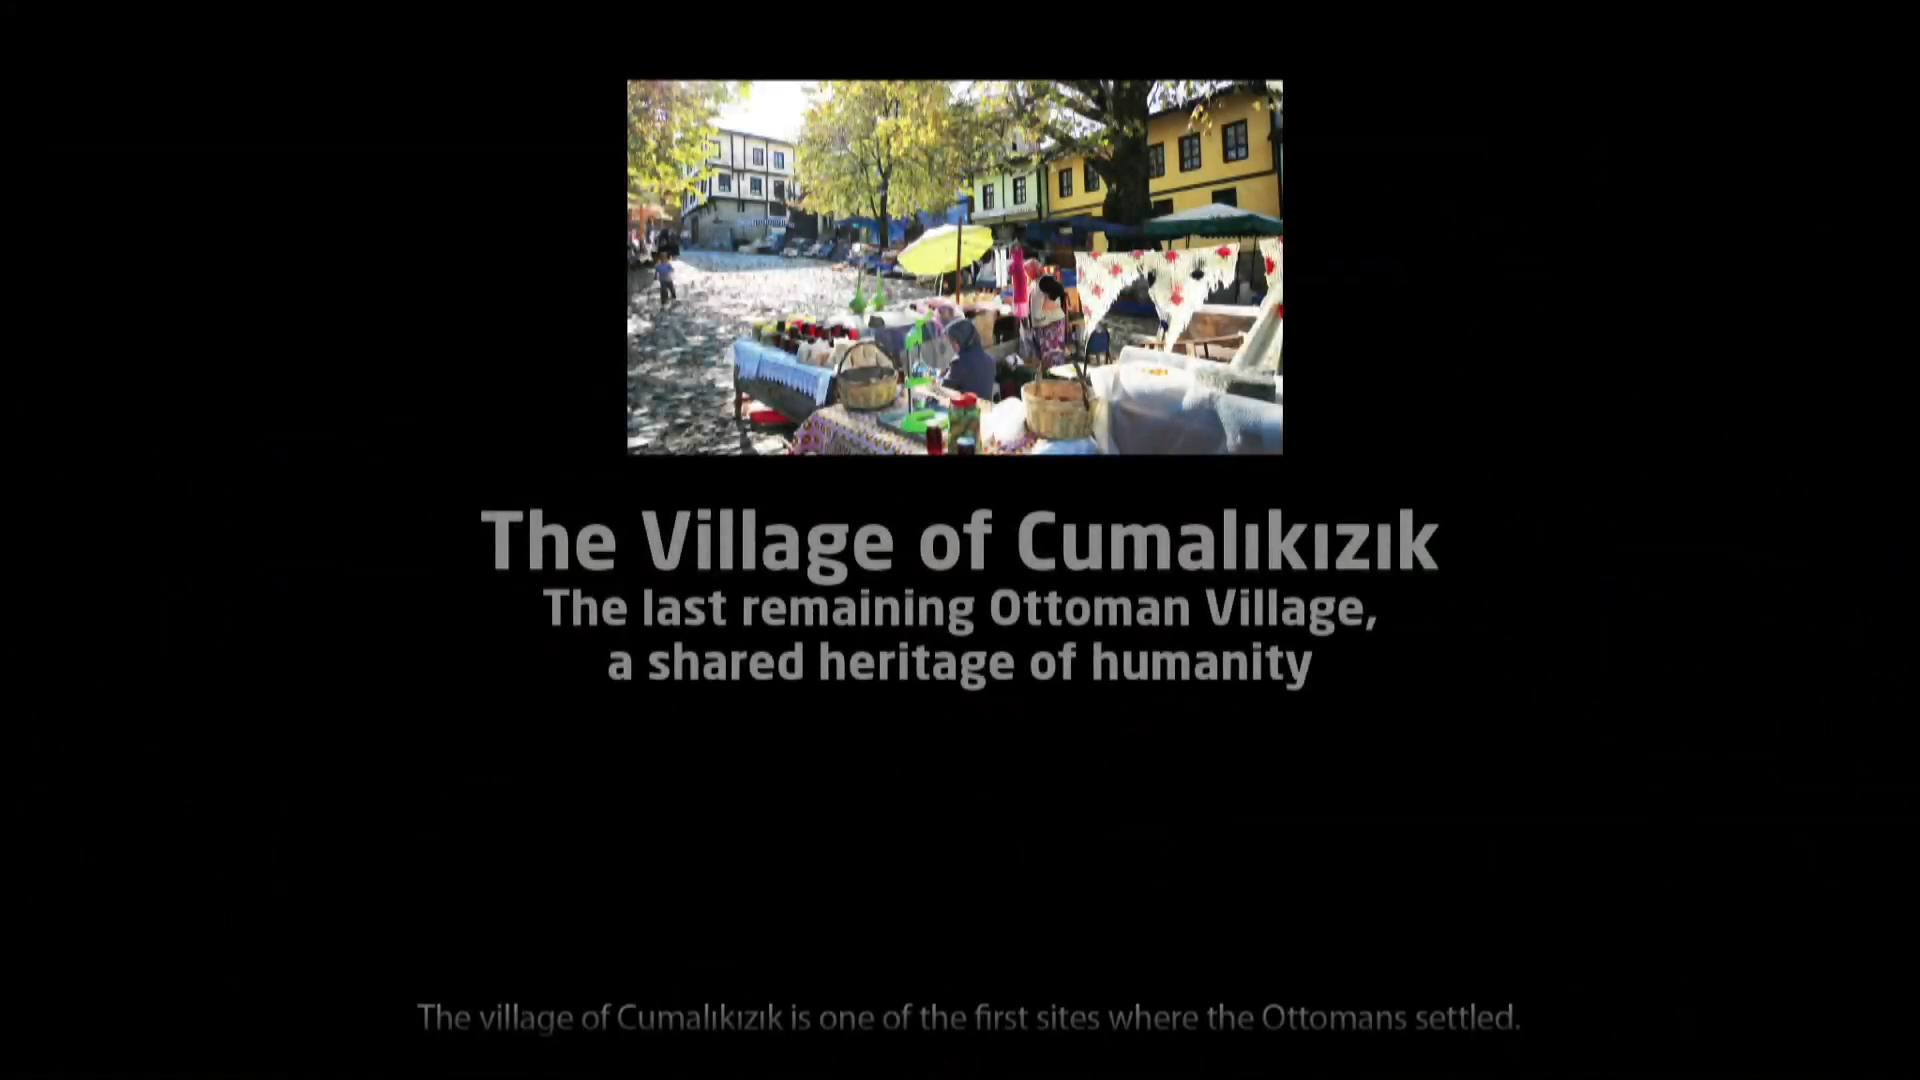 The Village of Cumalıkızık
The last remaining Ottoman Village,
a shared heritage of humanity
The village of Cumalıkızık is one of the first sites where the Ottomans settled.